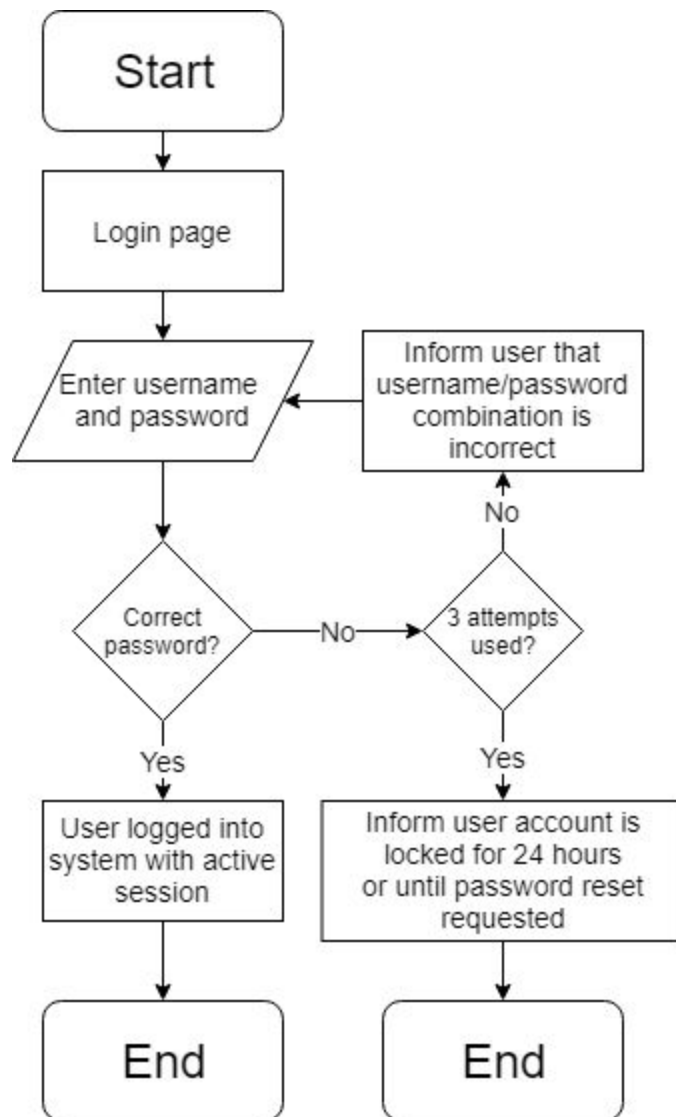 Start
Login page
Enter username
and password
Inform user that
username/password
combination is
incorrect
No
Correct
password?
No
3 attempts
used?
Yes
Yes
User logged into
system with active
session
Inform user account is
locked for 24 hours
or until password reset
requested
End
End